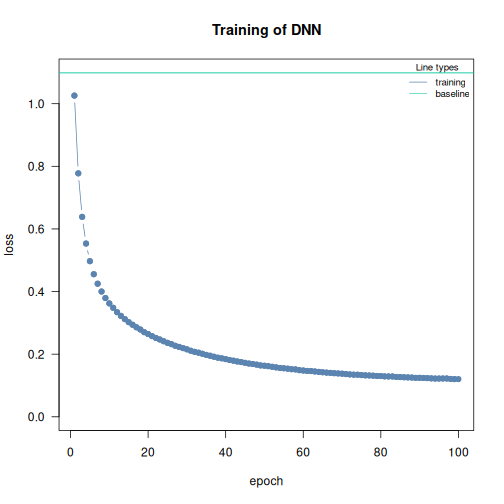 Training of DNN
Line types
training
baseline
loss
1.0
0.8
0.6
0.4
0.2
0.0
0 20 40 60 80 100
epoch